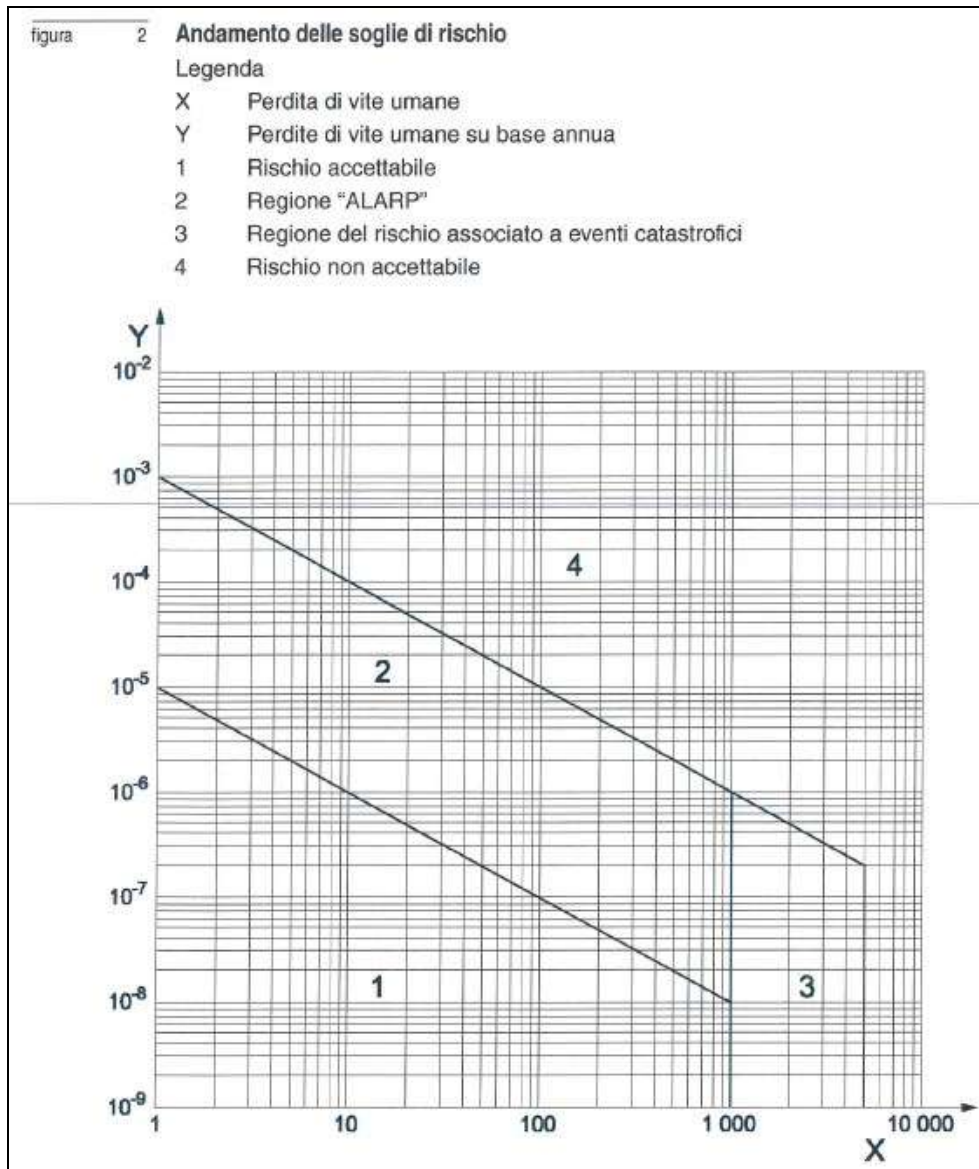 figura 2 Andamento delle soglie di rischio
Legenda
X Perdita di vite umane
Y Perdite di vite umane su base annua
1 Rischio accettabile
2 Regione “ALARP”
3 Regione del rischio associato a eventi catastrofici
4 Rischio non accettabile
Y
10⁻²
10⁻³
4
10⁻⁴
2
10⁻⁵
10⁻⁶
10⁻⁷
1
3
10⁻⁸
10⁻⁹
1 10 100 1 000 10 000
X